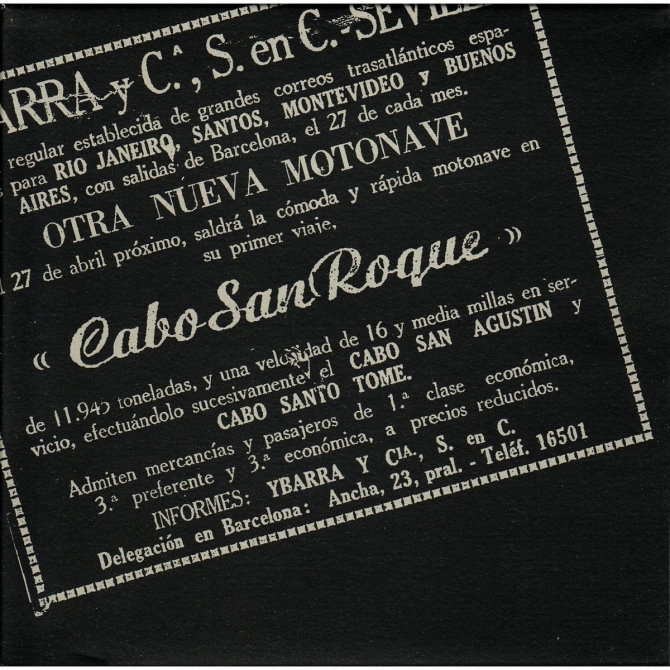 ARRA y C.ª, S. en C.-SEVILL
regular establecida de grandes correos trasatlánticos espa-
s para RIO JANEIRO, SANTOS, MONTEVIDEO y BUENOS
AIRES, con salidas de Barcelona, el 27 de cada mes.
OTRA NUEVA MOTONAVE
l 27 de abril próximo, saldrá la cómoda y rápida motonave en
su primer viaje,
« Cabo San Roque »
de 11.945 toneladas, y una velocidad de 16 y media millas en ser-
vicio, efectuándolo sucesivamente el CABO SAN AGUSTIN y
CABO SANTO TOME.
Admiten mercancías y pasajeros de 1.ª clase económica,
3.ª preferente y 3.ª económica, a precios reducidos.
INFORMES: YBARRA Y CIA., S. en C.
Delegación en Barcelona: Ancha, 23, pral. - Teléf. 16501